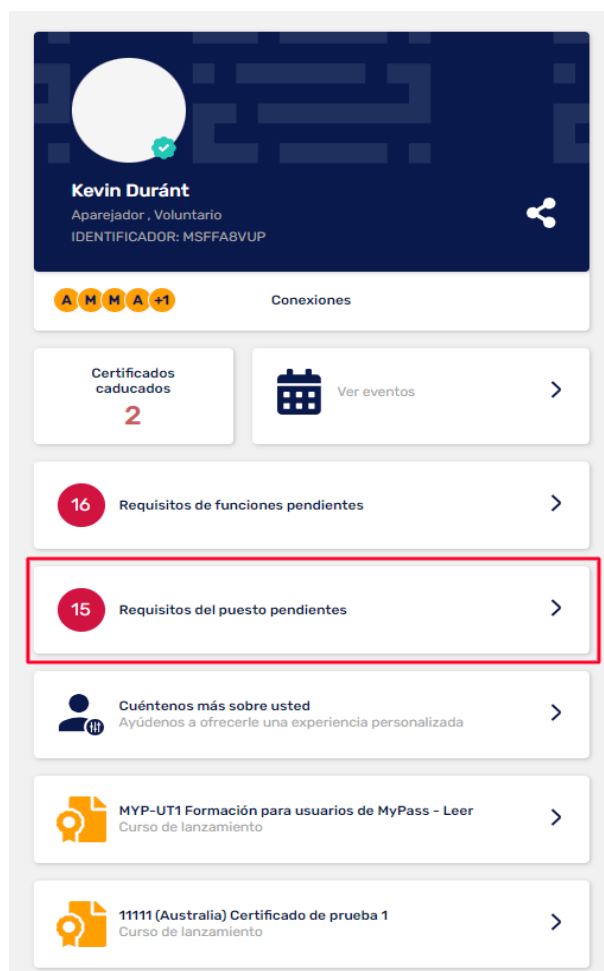 Kevin Duránt
Aparejador , Voluntario
IDENTIFICADOR: MSFFA8VUP
A M M A +1
Conexiones
Certificados
caducados
2
Ver eventos
16
Requisitos de funciones pendientes
15
Requisitos del puesto pendientes
Cuéntenos más sobre usted
Ayúdenos a ofrecerle una experiencia personalizada
MYP-UT1 Formación para usuarios de MyPass - Leer
Curso de lanzamiento
11111 (Australia) Certificado de prueba 1
Curso de lanzamiento